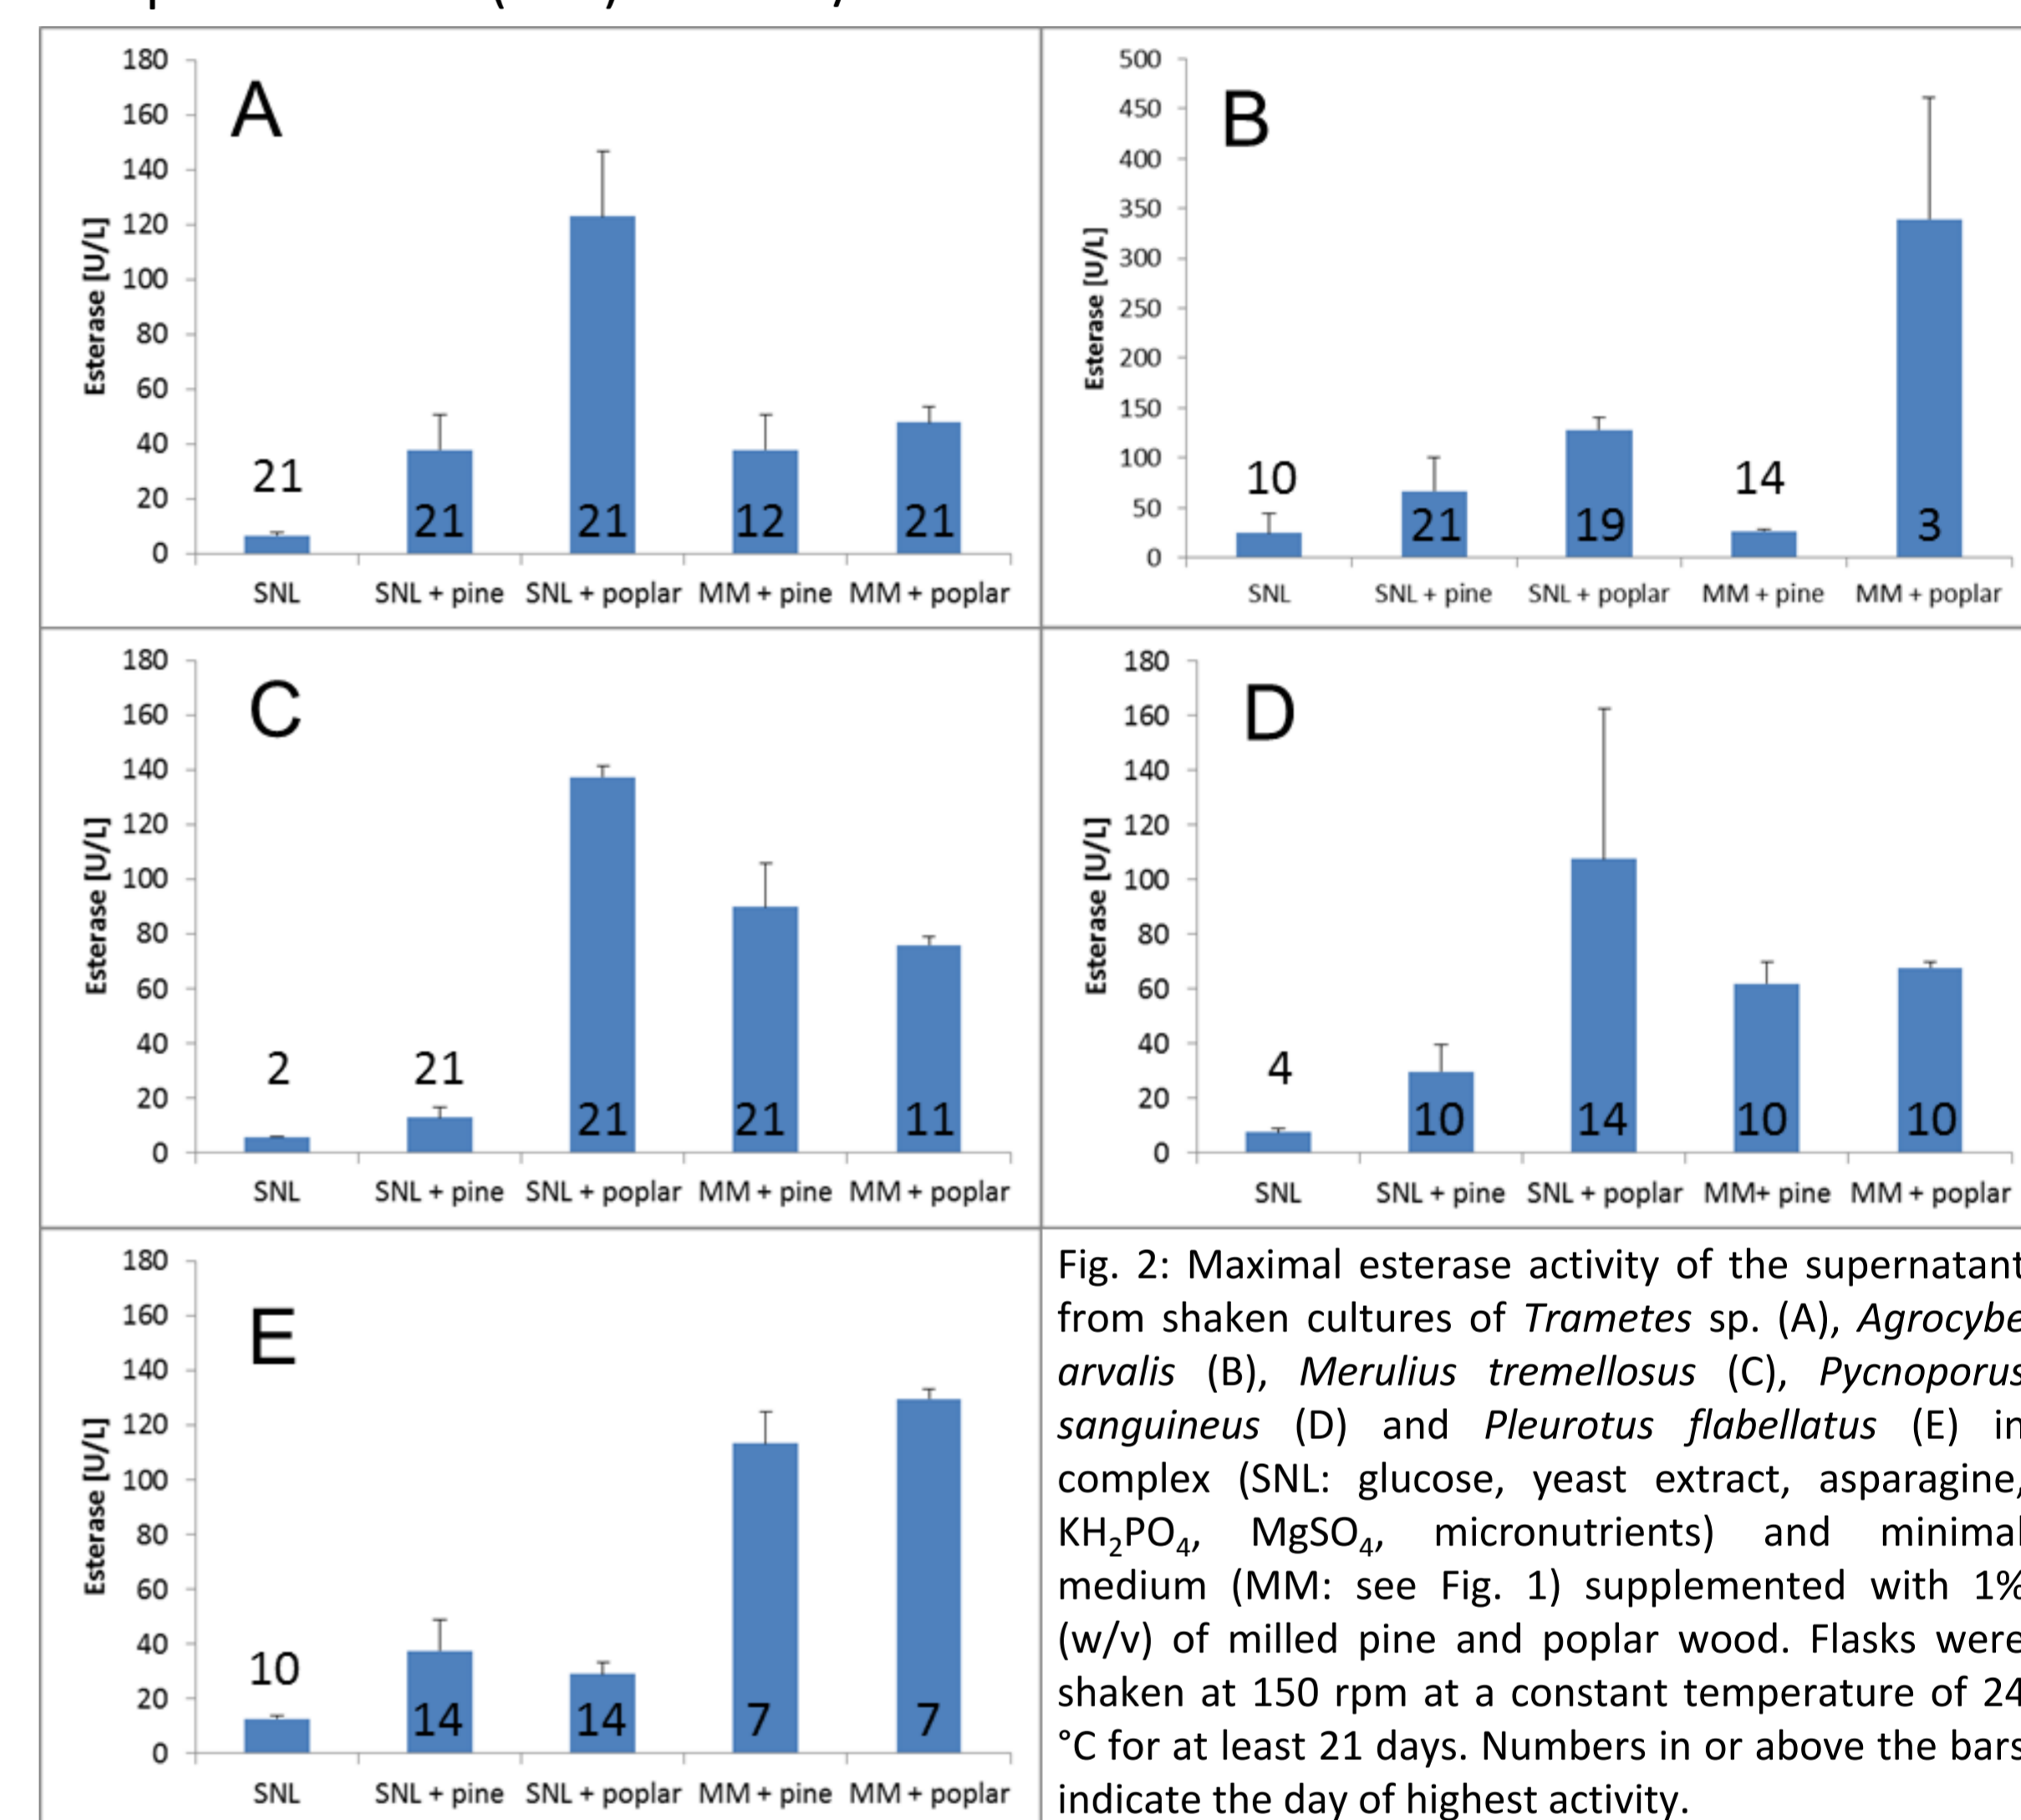 180
160
140
120
100
80
60
40
20
0
Esterase [U/L]
A
21
21
21
12
21
SNL
SNL + pine
SNL + poplar
MM + pine
MM + poplar
500
450
400
350
300
250
200
150
100
50
0
Esterase [U/L]
B
10
21
19
14
3
SNL
SNL + pine
SNL + poplar
MM + pine
MM + poplar
180
160
140
120
100
80
60
40
20
0
Esterase [U/L]
C
2
21
21
21
11
SNL
SNL + pine
SNL + poplar
MM + pine
MM + poplar
180
160
140
120
100
80
60
40
20
0
Esterase [U/L]
D
4
10
14
10
10
SNL
SNL + pine
SNL + poplar
MM+ pine
MM + poplar
180
160
140
120
100
80
60
40
20
0
Esterase [U/L]
E
10
14
14
7
7
SNL
SNL + pine
SNL + poplar
MM + pine
MM + poplar
Fig. 2: Maximal esterase activity of the supernatant
from shaken cultures of Trametes sp. (A), Agrocybe
arvalis (B), Merulius tremellosus (C), Pycnoporus
sanguineus (D) and Pleurotus flabellatus (E) in
complex (SNL: glucose, yeast extract, asparagine,
KH₂PO₄, MgSO₄, micronutrients) and minimal
medium (MM: see Fig. 1) supplemented with 1%
(w/v) of milled pine and poplar wood. Flasks were
shaken at 150 rpm at a constant temperature of 24
°C for at least 21 days. Numbers in or above the bars
indicate the day of highest activity.